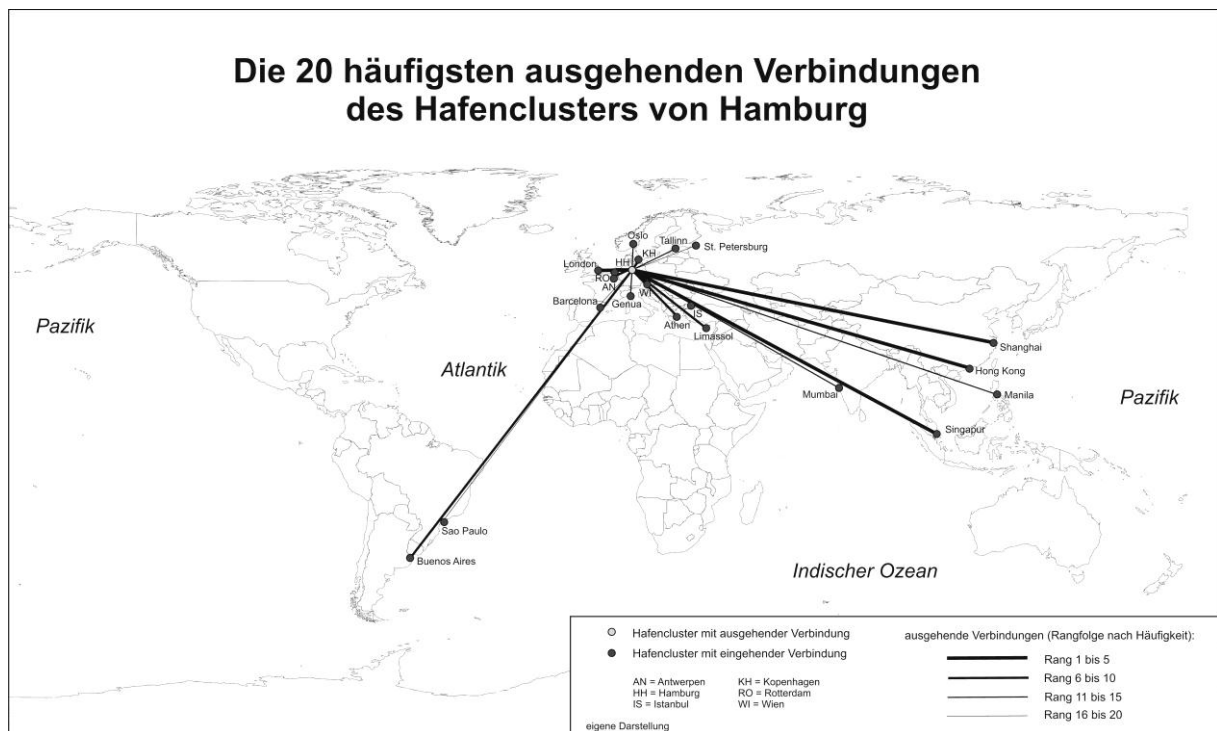 Die 20 häufigsten ausgehenden Verbindungen
des Hafenclusters von Hamburg
Oslo
Tallinn
St. Petersburg
KH
London
HH
RO
AN
WI
Barcelona
Genua
IS
Athen
Limassol
Pazifik
Atlantik
Shanghai
Hong Kong
Mumbai
Manila
Pazifik
Singapur
Sao Paulo
Buenos Aires
Indischer Ozean
Hafencluster mit ausgehender Verbindung
Hafencluster mit eingehender Verbindung
AN = Antwerpen
HH = Hamburg
IS = Istanbul
KH = Kopenhagen
RO = Rotterdam
WI = Wien
eigene Darstellung
ausgehende Verbindungen (Rangfolge nach Häufigkeit):
Rang 1 bis 5
Rang 6 bis 10
Rang 11 bis 15
Rang 16 bis 20